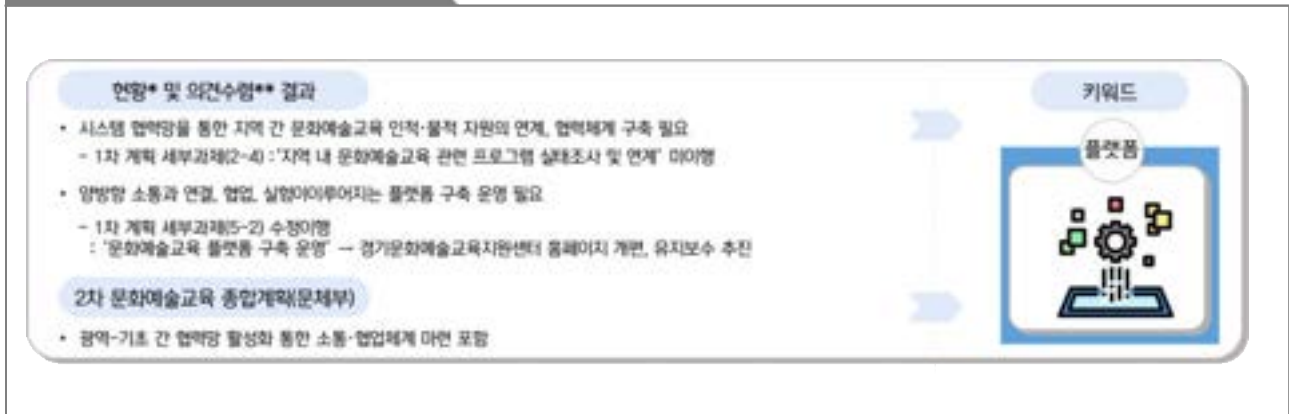 현황* 및 의견수렴** 결과
• 시스템 협력망을 통한 지역 간 문화예술교육 인적·물적 자원의 연계, 협력체계 구축 필요
- 1차 계획 세부과제(2-4) : '지역 내 문화예술교육 관련 프로그램 실태조사 및 연계' 미이행
• 양방향 소통과 연결, 협업, 실험이이루어지는 플랫폼 구축 운영 필요
- 1차 계획 세부과제(5-2) 수정이행
: '문화예술교육 플랫폼 구축 운영' → 경기문화예술교육지원센터 홈페이지 개편, 유지보수 추진
2차 문화예술교육 종합계획(문체부)
• 광역-기초 간 협력망 활성화 통한 소통·협업체계 마련 포함
키워드
플랫폼